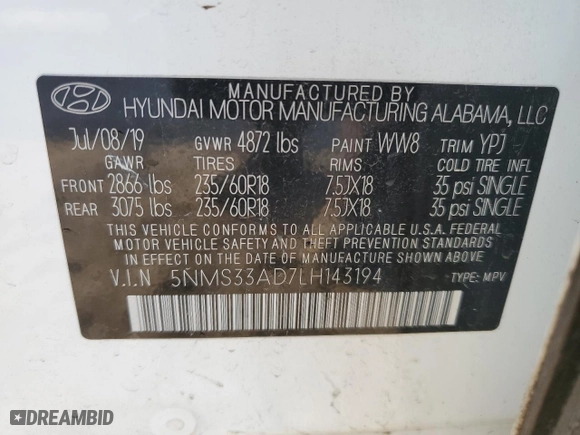 MANUFACTURED BY
HYUNDAI MOTOR MANUFACTURING ALABAMA, LLC
Jul/08/19 GVWR 4872 lbs PAINT WW8 TRIM YPJ
GAWR TIRES RIMS COLD TIRE INFL
FRONT 2866 lbs 235/60R18 7.5JX18 35 psi SINGLE
REAR 3075 lbs 235/60R18 7.5JX18 35 psi SINGLE
THIS VEHICLE CONFORMS TO ALL APPLICABLE U.S.A. FEDERAL
MOTOR VEHICLE SAFETY AND THEFT PREVENTION STANDARDS
IN EFFECT ON THE DATE OF MANUFACTURE SHOWN ABOVE.
V.I.N 5NMS33AD7LH143194 TYPE: MPV
DREAMBID